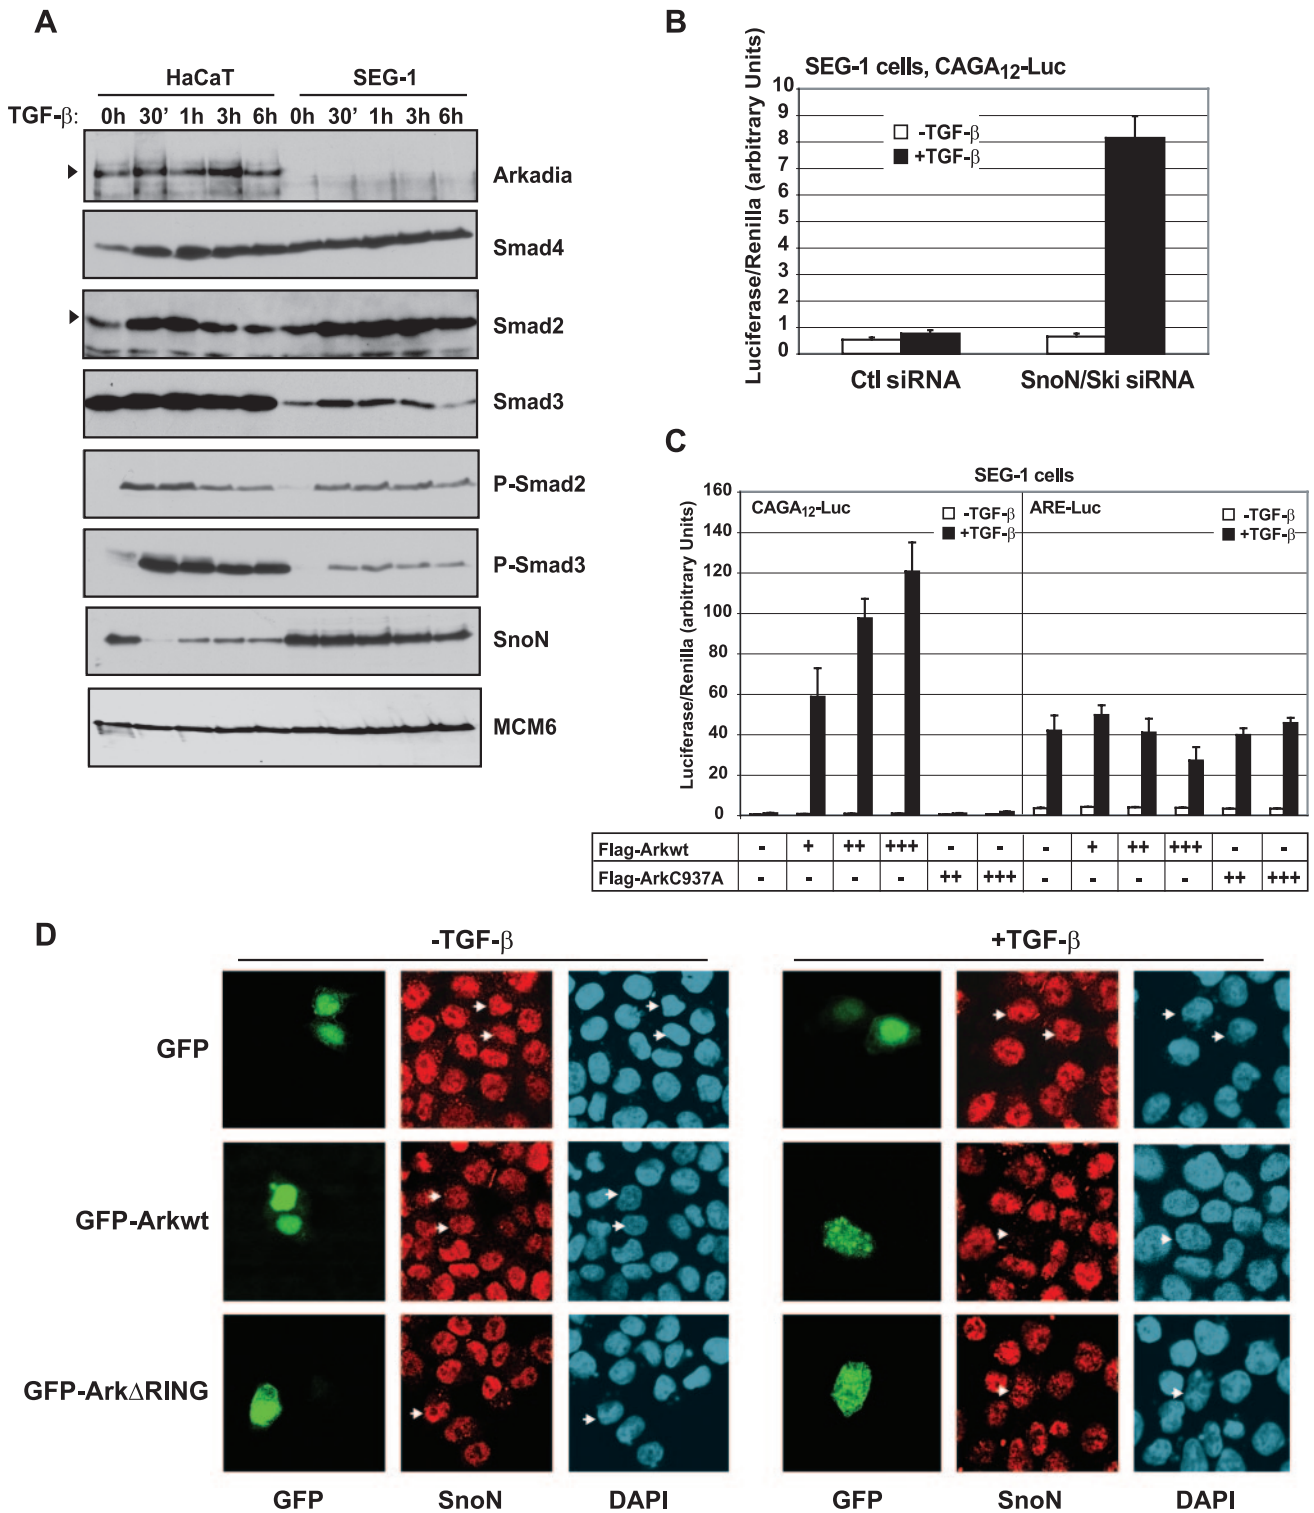 A
HaCaT SEG-1
TGF-β: 0h 30' 1h 3h 6h 0h 30' 1h 3h 6h
Arkadia
Smad4
Smad2
Smad3
P-Smad2
P-Smad3
SnoN
MCM6
B
SEG-1 cells, CAGA12-Luc
Luciferase/Renilla (arbitrary Units)
10
9
8
7
6
5
4
3
2
1
0
-TGF-β
+TGF-β
Ctl siRNA SnoN/Ski siRNA
C
SEG-1 cells
Luciferase/Renilla (arbitrary Units)
160
140
120
100
80
60
40
20
0
CAGA12-Luc
-TGF-β
+TGF-β
ARE-Luc
-TGF-β
+TGF-β
Flag-Arkwt - + ++ +++ - - - + ++ +++ - -
Flag-ArkC937A - - - - ++ +++ - - - - ++ +++
D
-TGF-β +TGF-β
GFP
GFP-Arkwt
GFP-ArkΔRING
GFP SnoN DAPI GFP SnoN DAPI